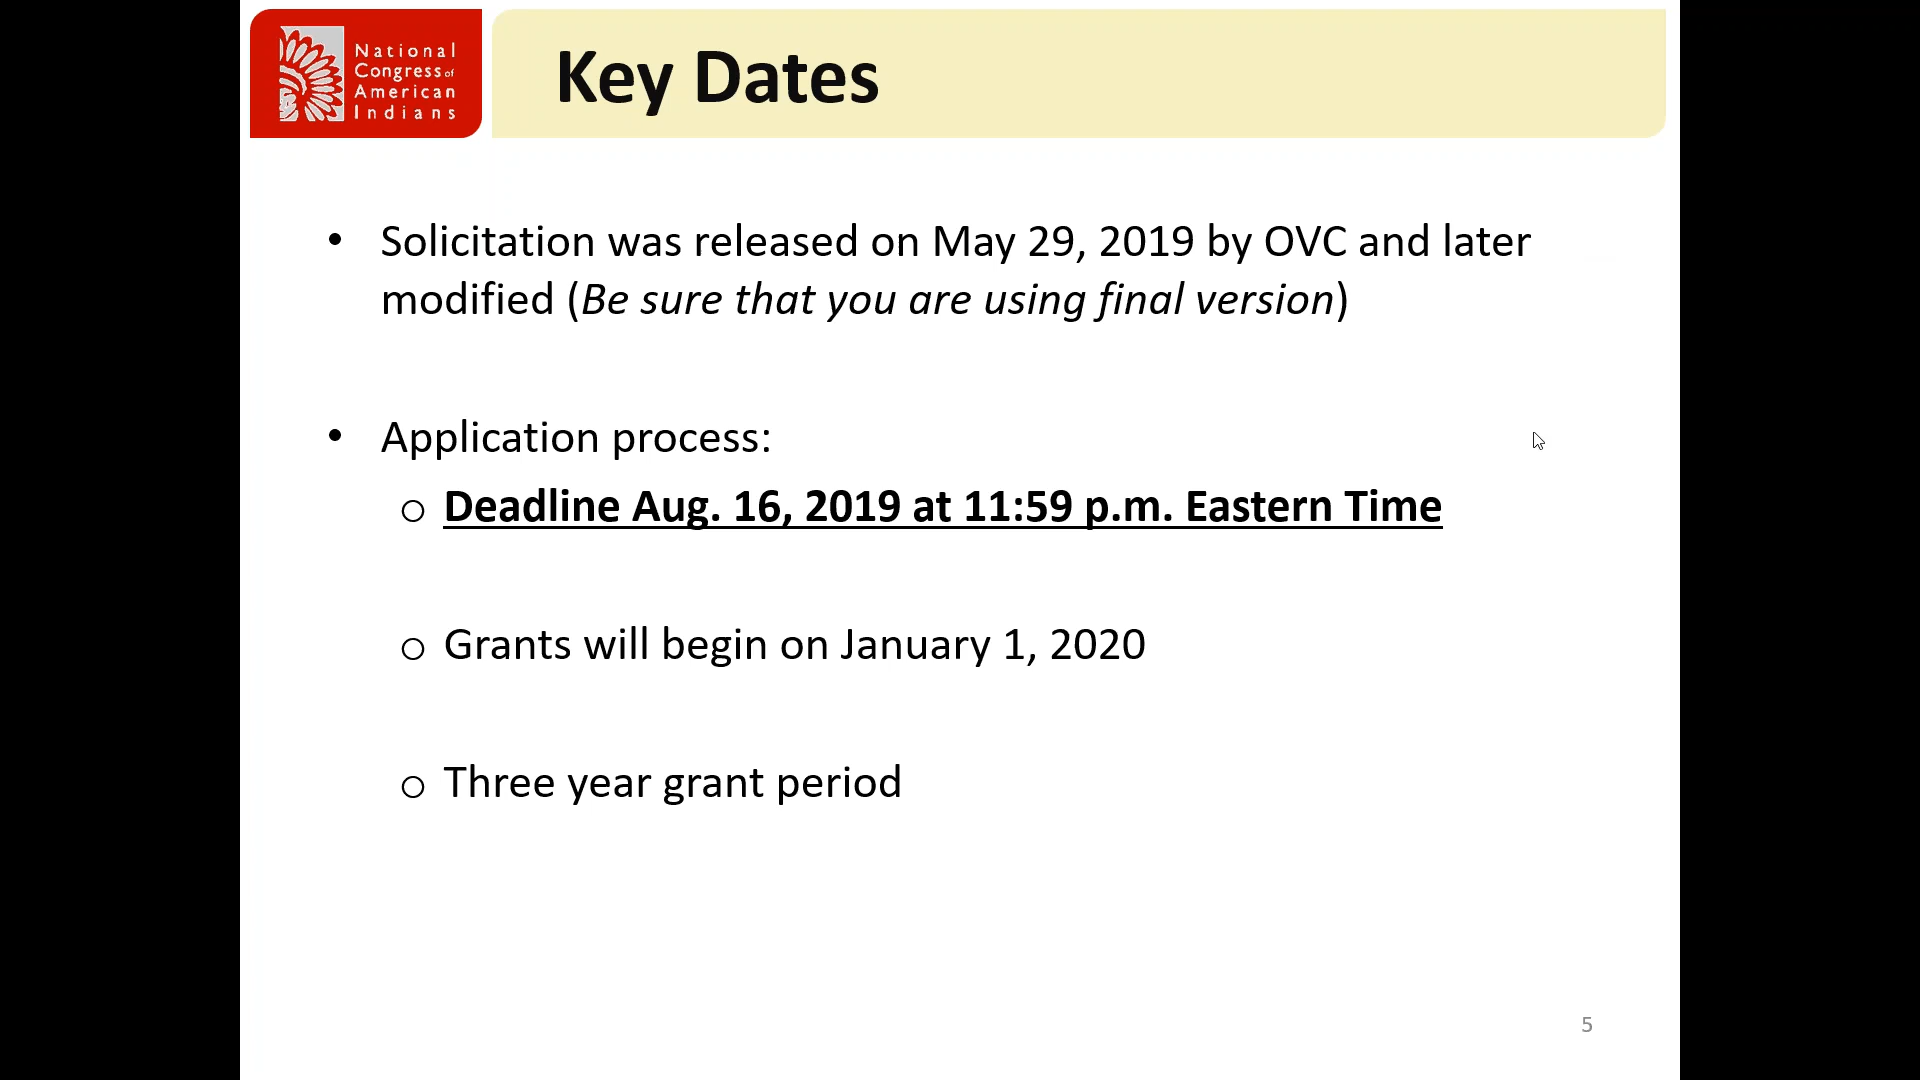 National
Congress of
American
Indians
Key Dates
• Solicitation was released on May 29, 2019 by OVC and later
modified (Be sure that you are using final version)
• Application process:
o Deadline Aug. 16, 2019 at 11:59 p.m. Eastern Time
o Grants will begin on January 1, 2020
o Three year grant period
5